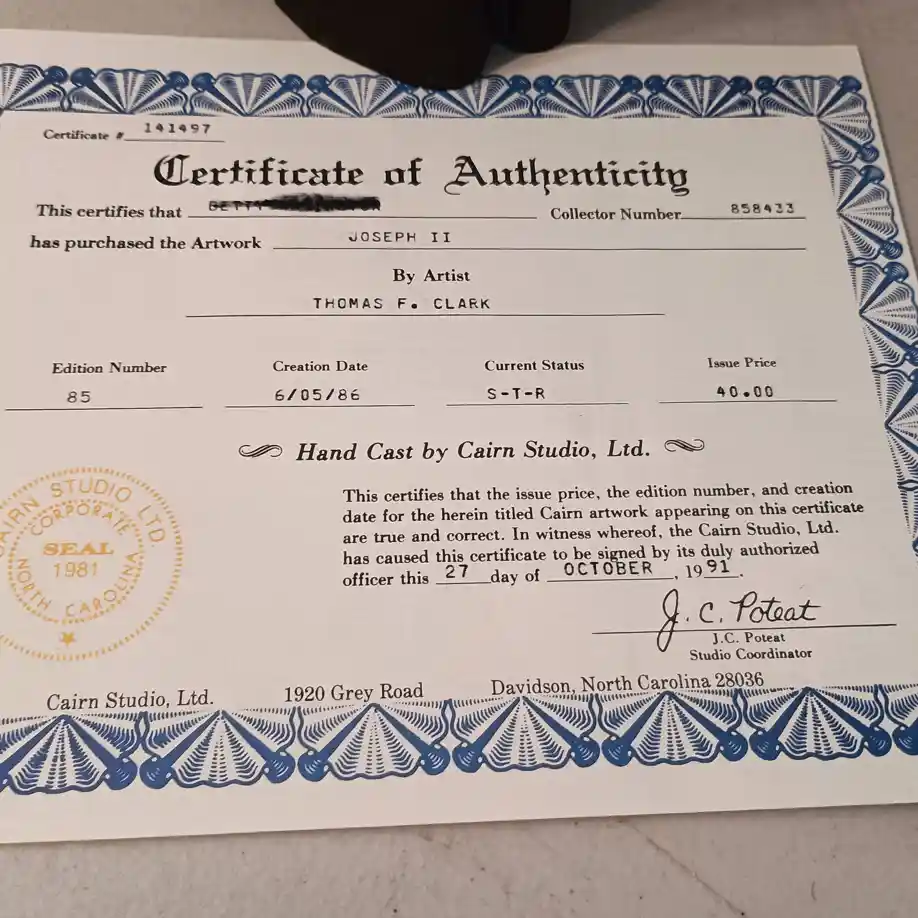 Certificate # 141497
Certificate of Authenticity
This certifies that BETTY Collector Number 858433
has purchased the Artwork JOSEPH II
By Artist
THOMAS F. CLARK
Edition Number Creation Date Current Status Issue Price
85 6/05/86 S-T-R 40.00
Hand Cast by Cairn Studio, Ltd.
This certifies that the issue price, the edition number, and creation
date for the herein titled Cairn artwork appearing on this certificate
are true and correct. In witness whereof, the Cairn Studio, Ltd.
has caused this certificate to be signed by its duly authorized
officer this 27 day of OCTOBER, 1991.
J. C. Poteat
J.C. Poteat
Studio Coordinator
CAIRN STUDIO LTD.
CORPORATE
SEAL
1981
NORTH CAROLINA
Cairn Studio, Ltd. 1920 Grey Road Davidson, North Carolina 28036